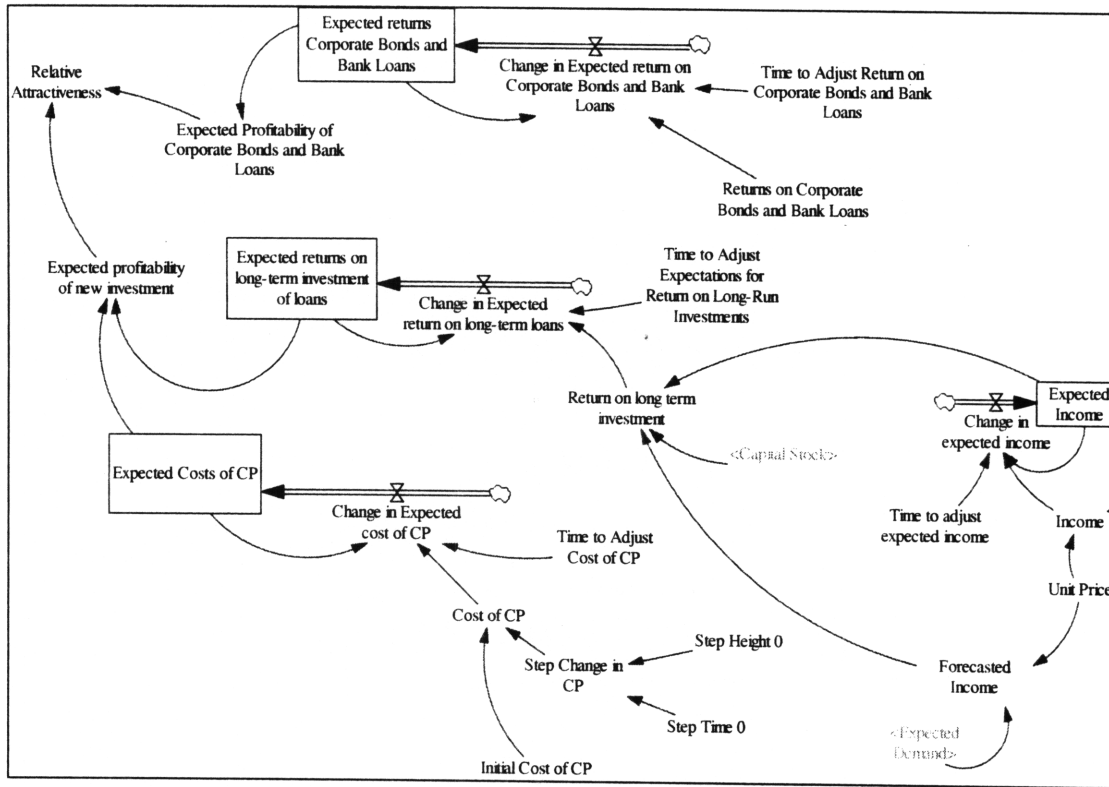 Expected returns
Corporate Bonds and
Bank Loans
Change in Expected return on
Corporate Bonds and Bank
Loans
Time to Adjust Return on
Corporate Bonds and Bank
Loans
Relative
Attractiveness
Expected Profitability of
Corporate Bonds and Bank
Loans
Returns on Corporate
Bonds and Bank Loans
Expected profitability
of new investment
Expected returns on
long-term investment
of loans
Change in Expected
return on long-term loans
Time to Adjust
Expectations for
Return on Long-Run
Investments
Return on long term
investment
<Capital Stock>
Expected
Income
Change in
expected income
Time to adjust
expected income
Income
Unit Price
Expected Costs of CP
Change in Expected
cost of CP
Time to Adjust
Cost of CP
Cost of CP
Step Change in
CP
Step Height 0
Step Time 0
Initial Cost of CP
Forecasted
Income
<Expected
Demand>